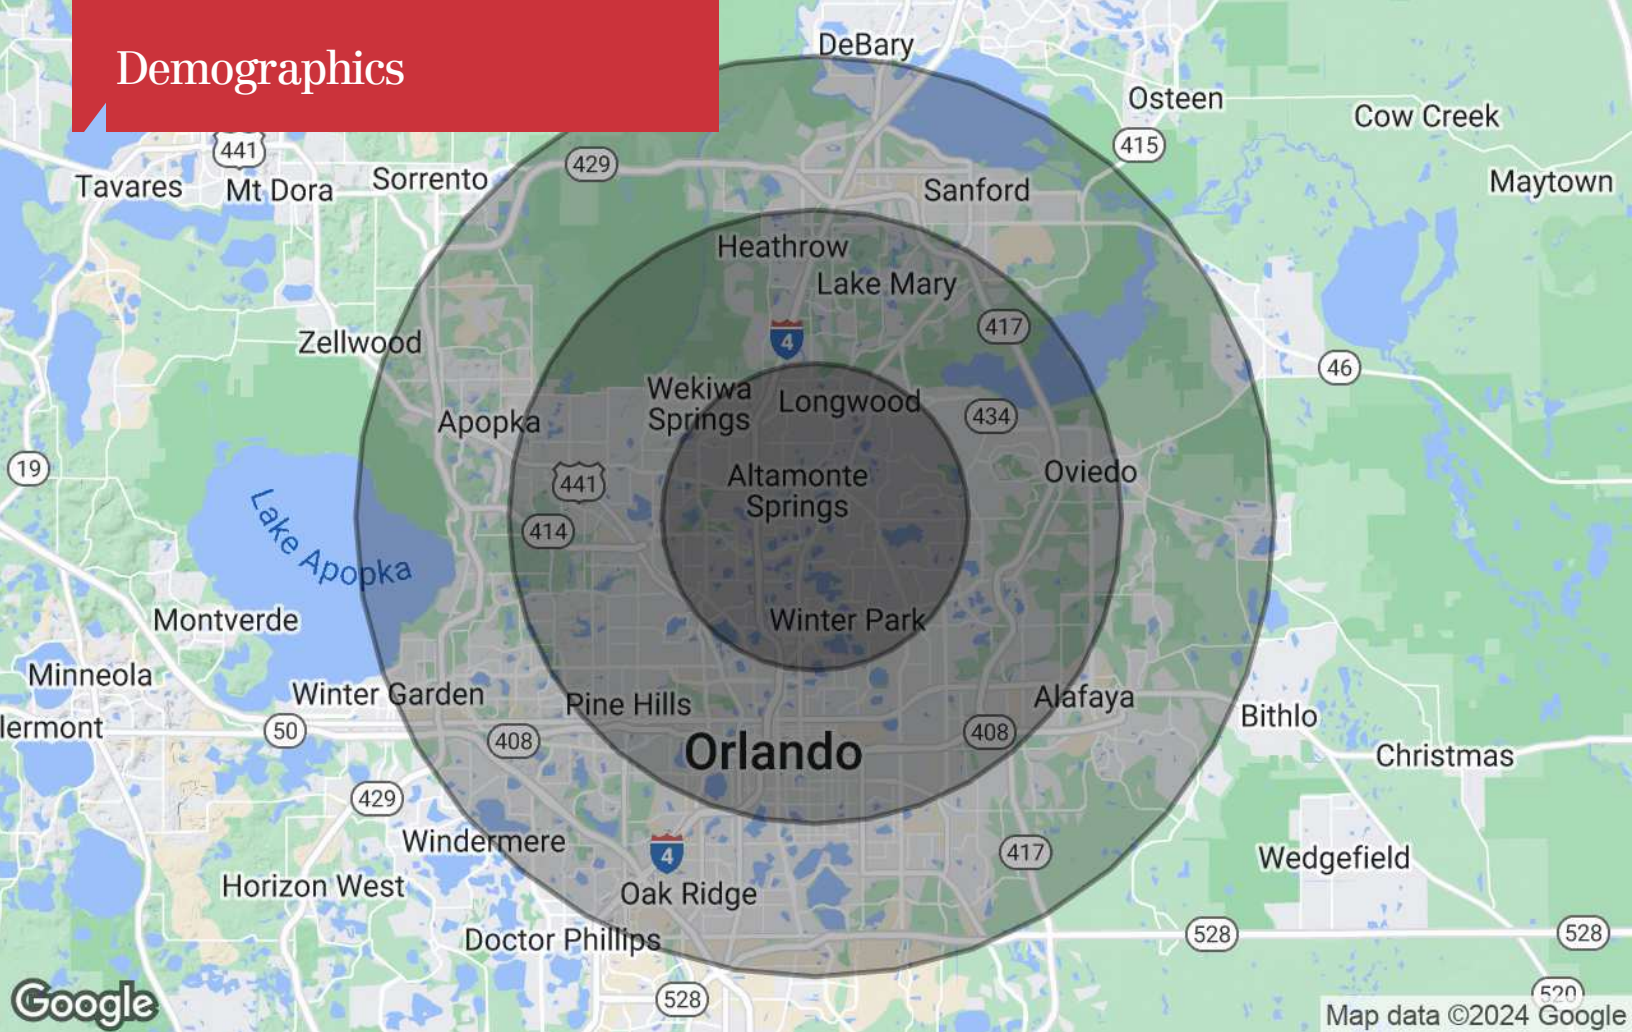 Demographics
DeBary
Osteen
Cow Creek
415
441
429
Tavares
Mt Dora
Sorrento
Sanford
Maytown
Heathrow
Lake Mary
417
4
Zellwood
46
Wekiwa
Springs
Longwood
434
Apopka
19
441
Altamonte
Springs
Oviedo
414
Lake Apopka
Montverde
Winter Park
Minneola
Winter Garden
Pine Hills
Alafaya
lermont
50
408
408
Bithlo
Orlando
Christmas
429
Windermere
4
417
Wedgefield
Horizon West
Oak Ridge
Doctor Phillips
528
528
528
520
Google
Map data ©2024 Google